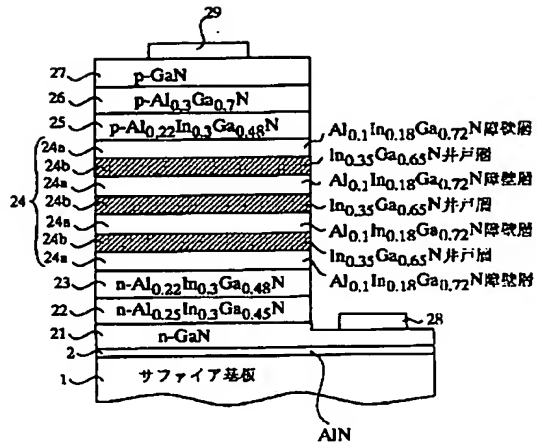 29
27 p-GaN
26 p-Al0.3Ga0.7N
25 p-Al0.22In0.3Ga0.48N
24a Al0.1In0.18Ga0.72N障壁層
24b In0.35Ga0.65N井戸層
24a Al0.1In0.18Ga0.72N障壁層
24 24b In0.35Ga0.65N井戸層
24a Al0.1In0.18Ga0.72N障壁層
24b In0.35Ga0.65N井戸層
24a Al0.1In0.18Ga0.72N障壁層
23 n-Al0.22In0.3Ga0.48N
22 n-Al0.25In0.3Ga0.45N
28
21 n-GaN
2
1 サファイア基板
AlN